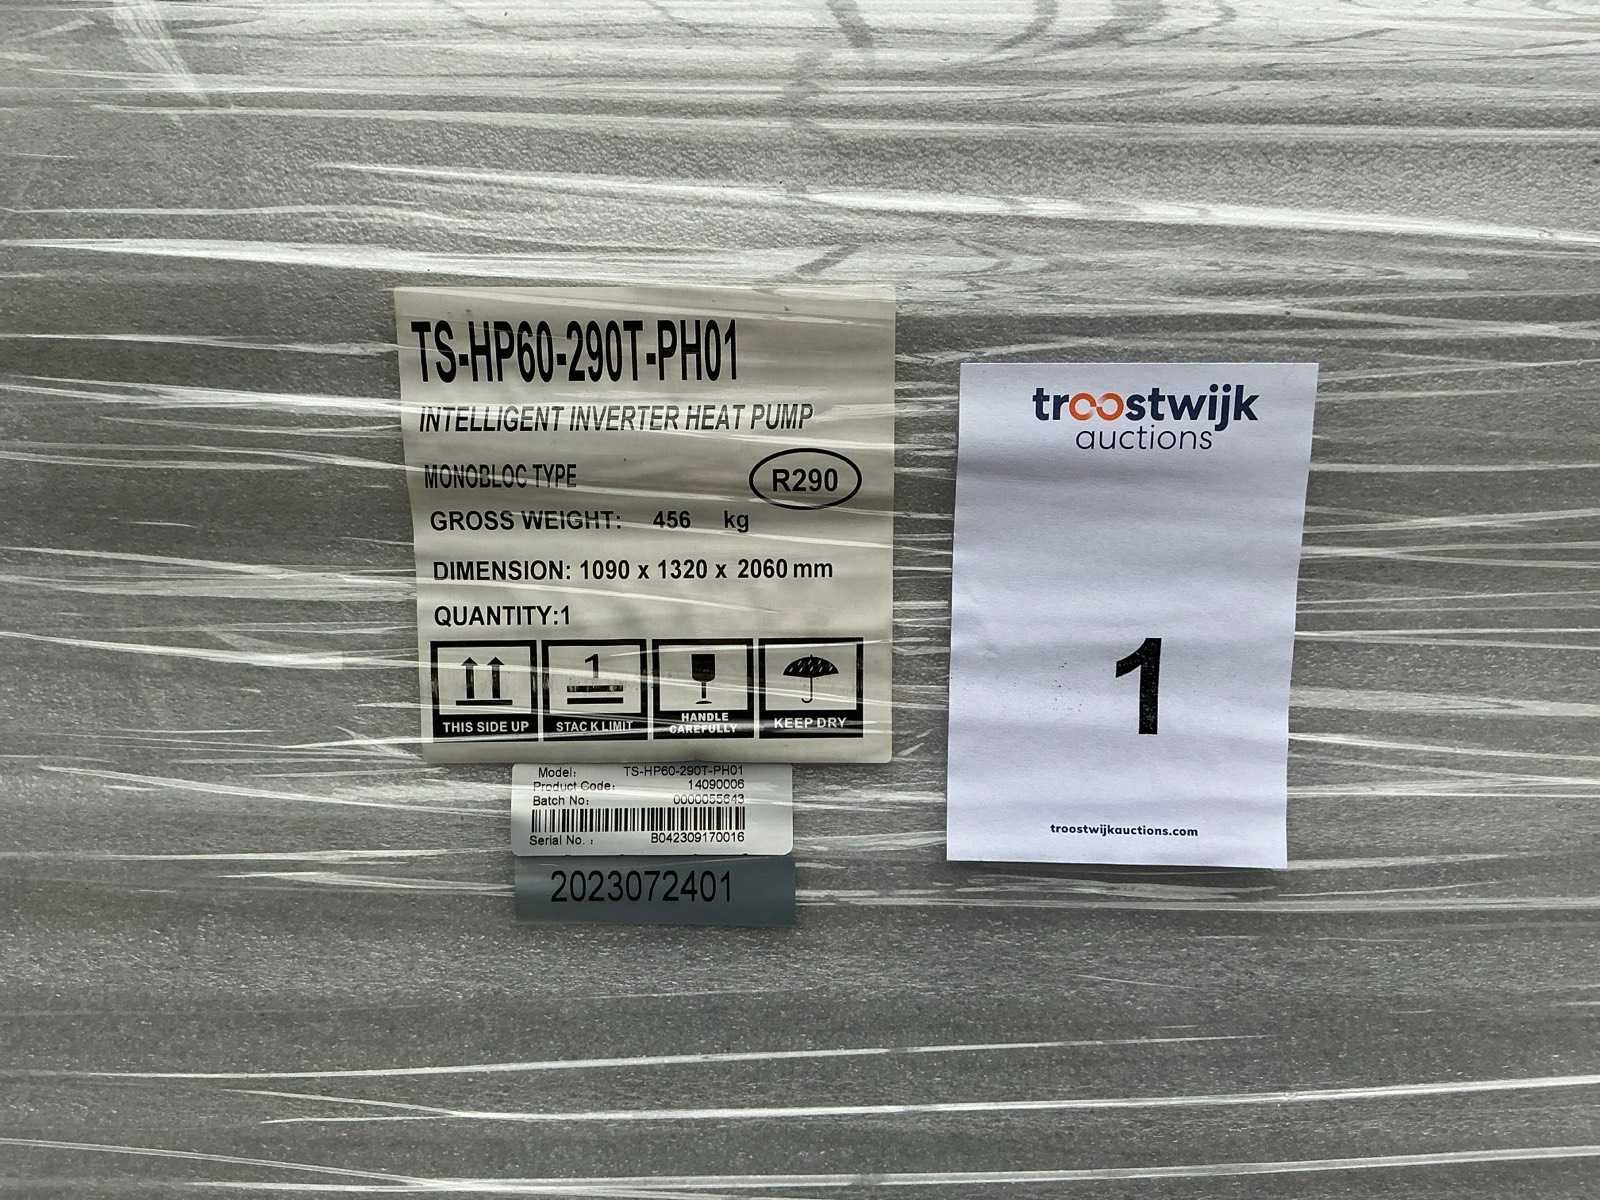 TS-HP60-290T-PH01
INTELLIGENT INVERTER HEAT PUMP
MONOBLOC TYPE
R290
GROSS WEIGHT: 456 kg
DIMENSION: 1090 x 1320 x 2060 mm
QUANTITY:1
1
THIS SIDE UP
STACK LIMIT
HANDLE CAREFULLY
KEEP DRY
Model: TS-HP60-290T-PH01
Product Code: 14090006
Batch No: 0000055643
Serial No. : B042309170016
2023072401
troostwijk
auctions
1
troostwijkauctions.com